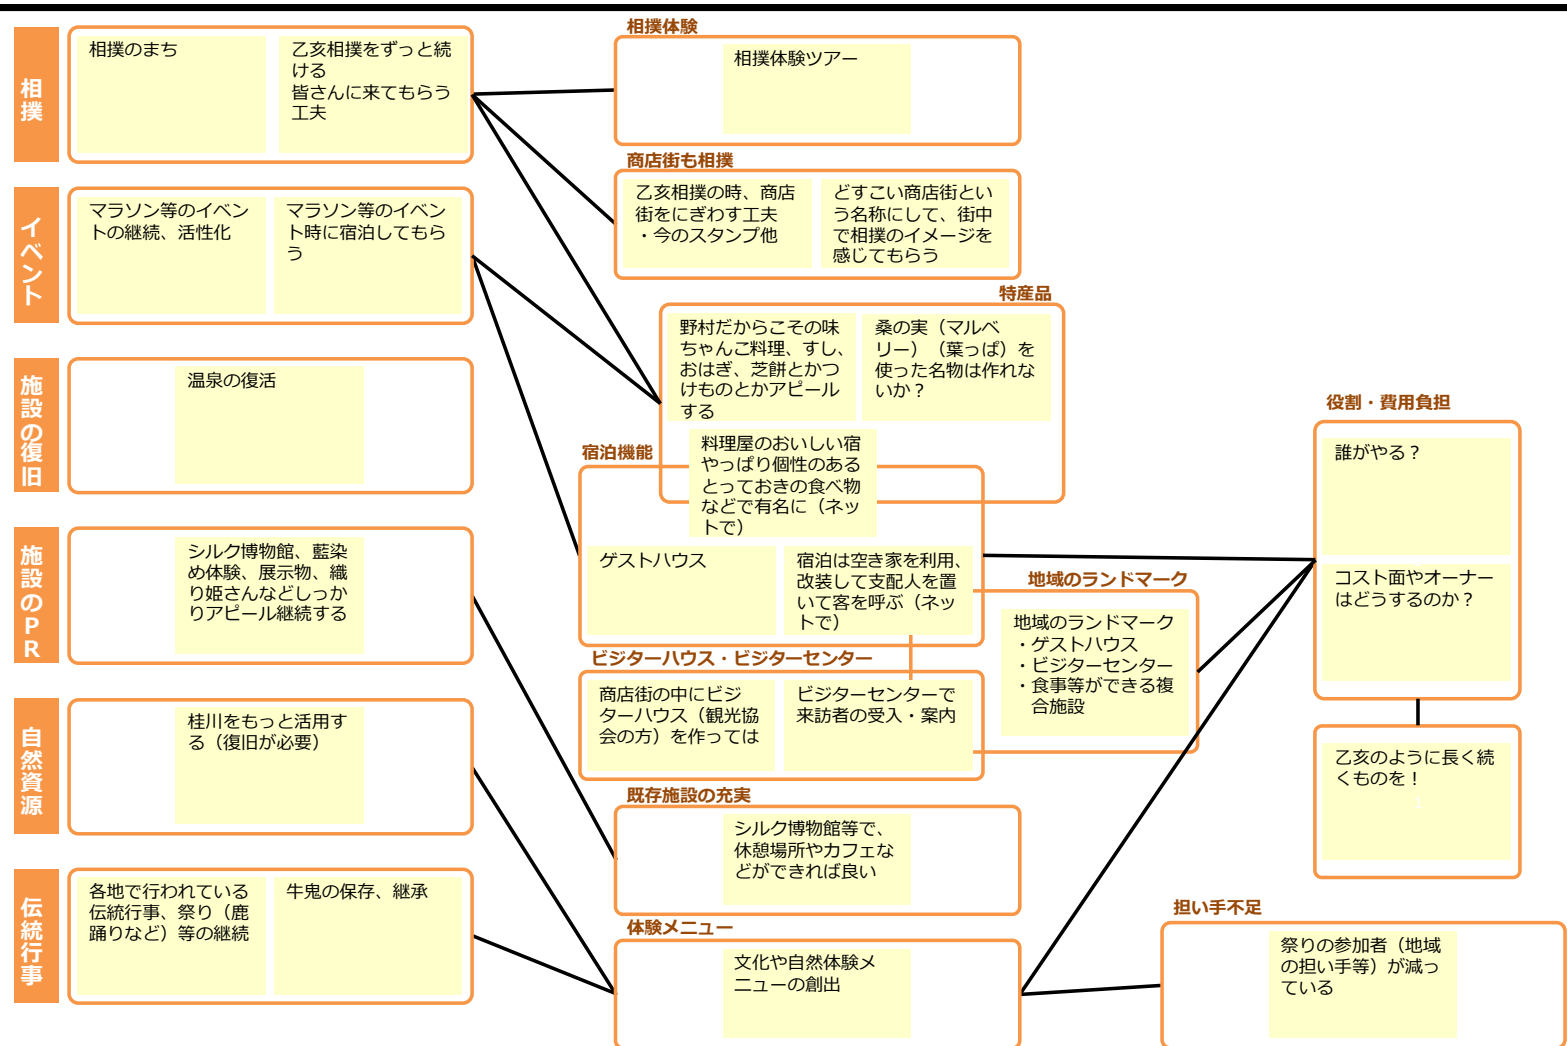 相撲
相撲のまち
乙亥相撲をずっと続
ける
皆さんに来てもらう
工夫
イベント
マラソン等のイベン
トの継続、活性化
マラソン等のイベン
ト時に宿泊してもら
う
施設の復旧
温泉の復活
施設のPR
シルク博物館、藍染
め体験、展示物、織
り姫さんなどしっか
りアピール継続する
自然資源
桂川をもっと活用す
る（復旧が必要）
伝統行事
各地で行われている
伝統行事、祭り（鹿
踊りなど）等の継続
牛鬼の保存、継承
相撲体験
相撲体験ツアー
商店街も相撲
乙亥相撲の時、商店
街をにぎわす工夫
・今のスタンプ他
どすこい商店街とい
う名称にして、街中
で相撲のイメージを
感じてもらう
特産品
野村だからこその味
ちゃんこ料理、すし、
おはぎ、芝餅とかつ
けものとかアピール
する
桑の実（マルベ
リー）（葉っぱ）を
使った名物は作れな
いか？
宿泊機能
料理屋のおいしい宿
やっぱり個性のある
とっておきの食べ物
などで有名に（ネッ
トで）
ゲストハウス
宿泊は空き家を利用、
改装して支配人を置
いて客を呼ぶ（ネッ
トで）
地域のランドマーク
地域のランドマーク
・ゲストハウス
・ビジターセンター
・食事等ができる複
合施設
ビジターハウス・ビジターセンター
商店街の中にビジ
ターハウス（観光協
会の方）を作っては
ビジターセンターで
来訪者の受入・案内
既存施設の充実
シルク博物館等で、
休憩場所やカフェな
どができれば良い
体験メニュー
文化や自然体験メ
ニューの創出
役割・費用負担
誰がやる？
コスト面やオーナー
はどうするのか？
乙亥のように長く続
くものを！
担い手不足
祭りの参加者（地域
の担い手等）が減っ
ている